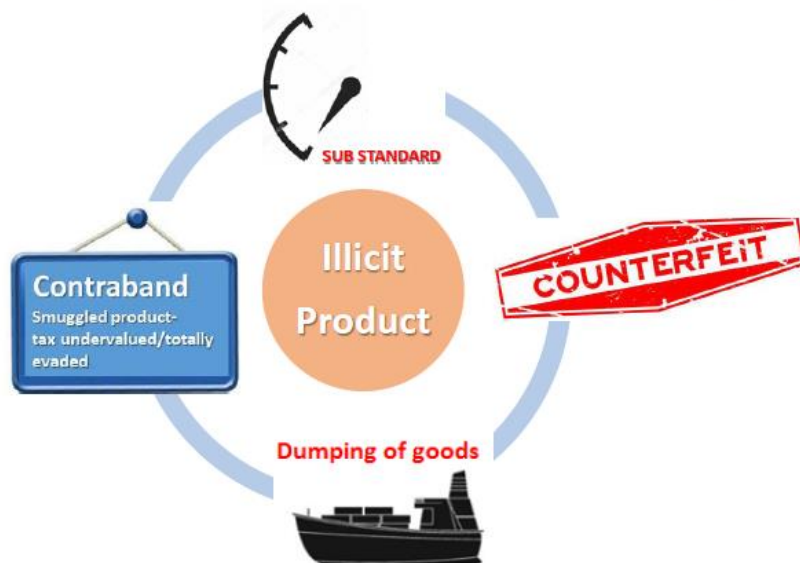 SUB STANDARD
Illicit
Product
COUNTERFEiT
Contraband
Smuggled product-
tax undervalued/totally
evaded
Dumping of goods